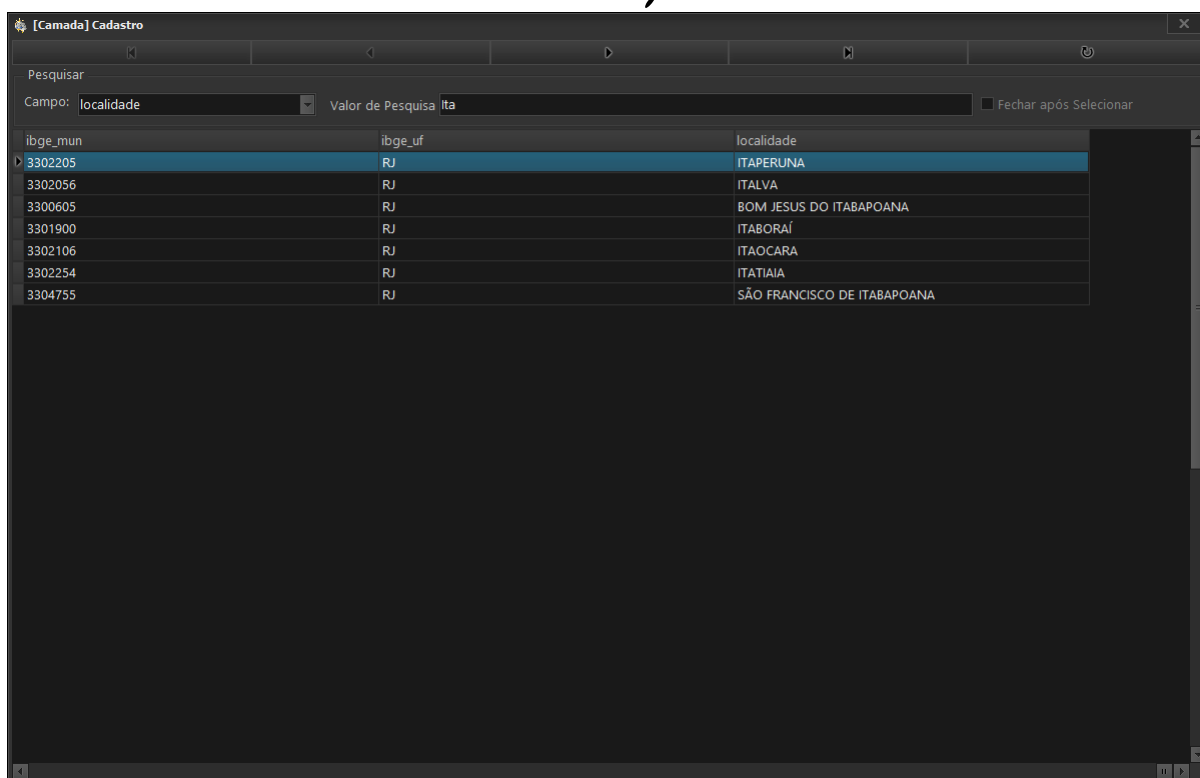 [Camada] Cadastro
Pesquisar
Campo: localidade Valor de Pesquisa Ita Fechar após Selecionar
ibge_mun ibge_uf localidade
3302205 RJ ITAPERUNA
3302056 RJ ITALVA
3300605 RJ BOM JESUS DO ITABAPOANA
3301900 RJ ITABORAÍ
3302106 RJ ITAOCARA
3302254 RJ ITATIAIA
3304755 RJ SÃO FRANCISCO DE ITABAPOANA